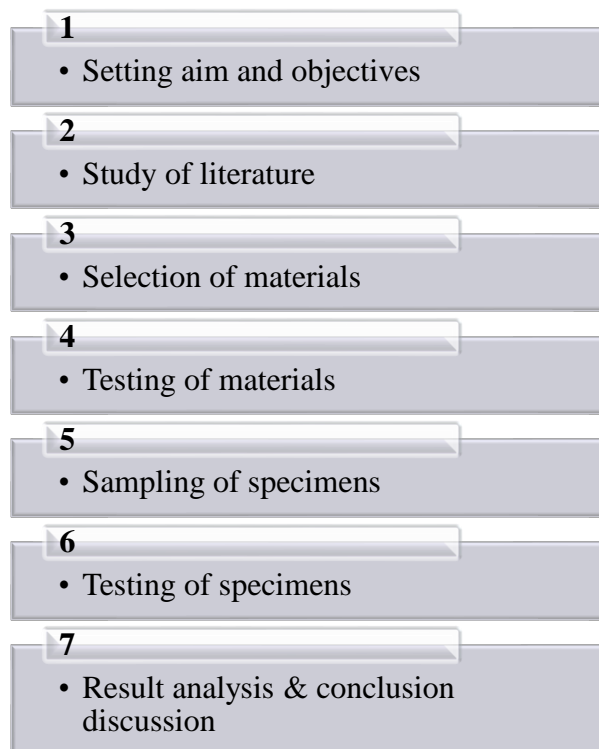 1
• Setting aim and objectives
2
• Study of literature
3
• Selection of materials
4
• Testing of materials
5
• Sampling of specimens
6
• Testing of specimens
7
• Result analysis & conclusion
discussion